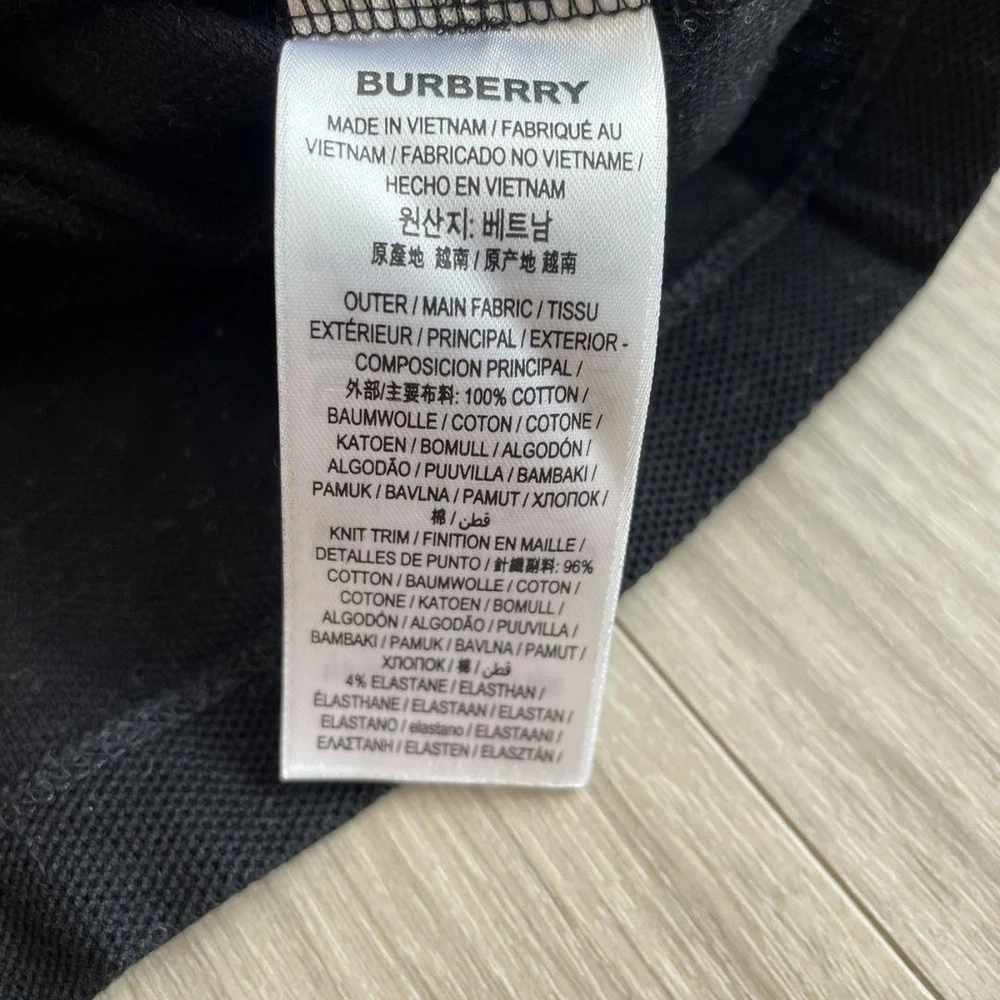 BURBERRY
MADE IN VIETNAM / FABRIQUÉ AU
VIETNAM / FABRICADO NO VIETNAME /
HECHO EN VIETNAM
원산지: 베트남
原產地 越南 / 原产地 越南
OUTER / MAIN FABRIC / TISSU
EXTÉRIEUR / PRINCIPAL / EXTERIOR -
COMPOSICION PRINCIPAL /
外部/主要布料: 100% COTTON /
BAUMWOLLE / COTON / COTONE /
KATOEN / BOMULL / ALGODÓN /
ALGODÃO / PUUVILLA / BAMBAKI /
PAMUK / BAVLNA / PAMUT / ХЛОПОК /
棉 / قطن
KNIT TRIM / FINITION EN MAILLE /
DETALLES DE PUNTO / 針織副料: 96%
COTTON / BAUMWOLLE / COTON /
COTONE / KATOEN / BOMULL /
ALGODÓN / ALGODÃO / PUUVILLA /
BAMBAKI / PAMUK / BAVLNA / PAMUT /
ХЛОПОК / 棉 / قطن
4% ELASTANE / ELASTHAN /
ÉLASTHANE / ELASTAAN / ELASTAN /
ELASTANO / elastano / ELASTAANI /
ΕΛΑΣΤΑΝΗ / ELASTEN / ELASZTÁN /